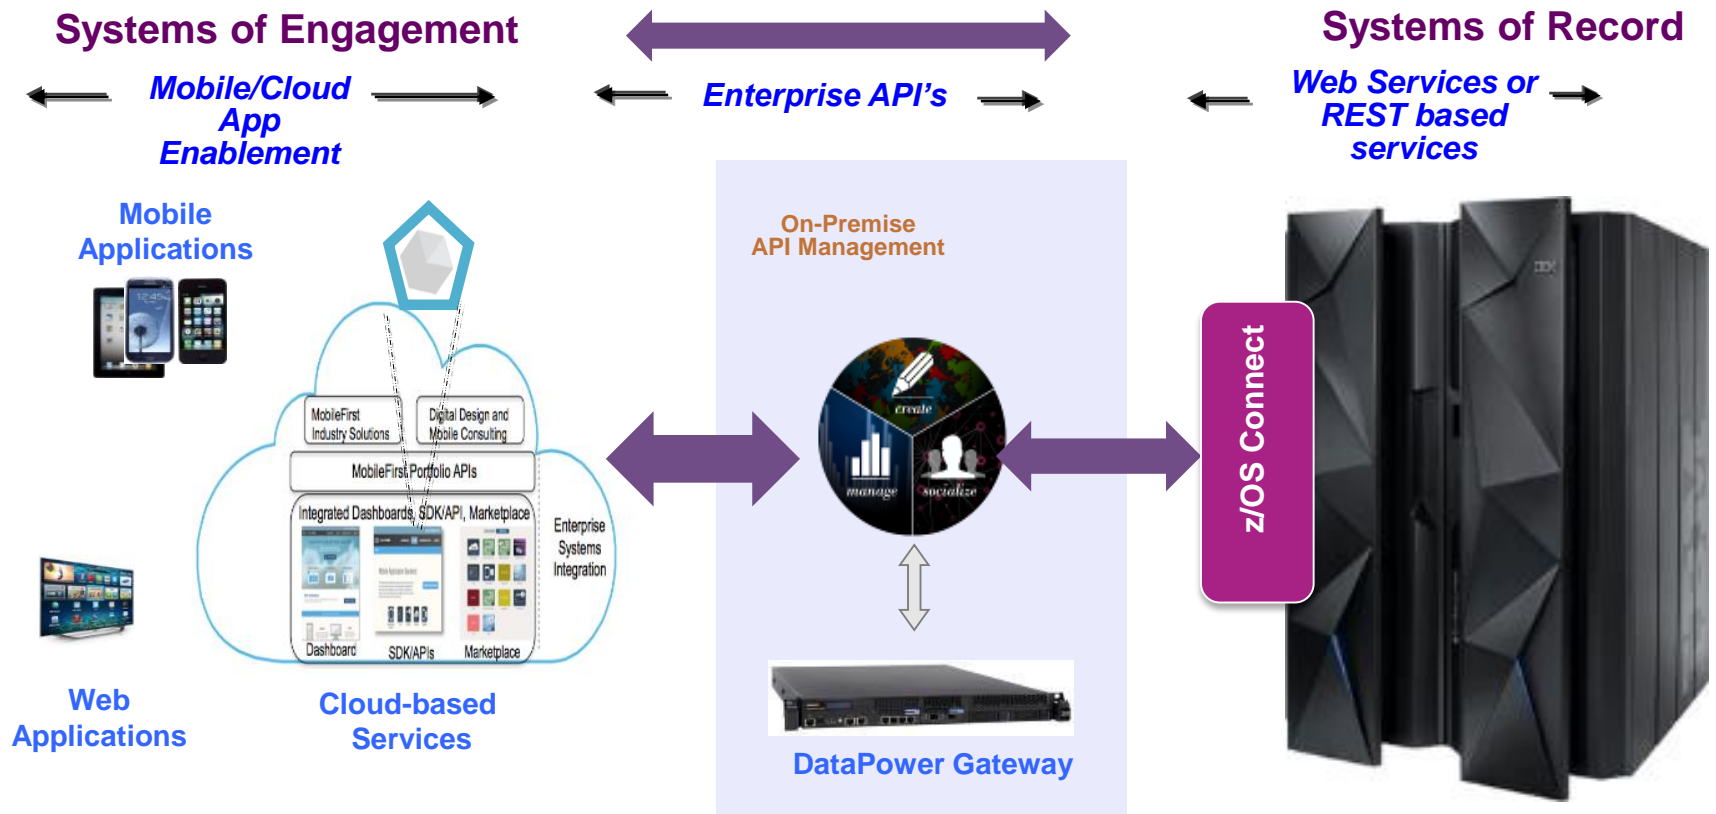 Systems of Engagement
Systems of Record
Mobile/Cloud
App
Enablement
Enterprise API's
Web Services or
REST based
services
Mobile
Applications
On-Premise
API Management
12:45
IBM
MobileFirst
Industry Solutions
Digital Design and
Mobile Consulting
MobileFirst Portfolio APIs
Integrated Dashboards, SDK/API, Marketplace
Enterprise
Systems
Integration
Dashboard
SDK/APIs
Marketplace
create
manage
socialize
z/OS Connect
Web
Applications
Cloud-based
Services
DataPower Gateway